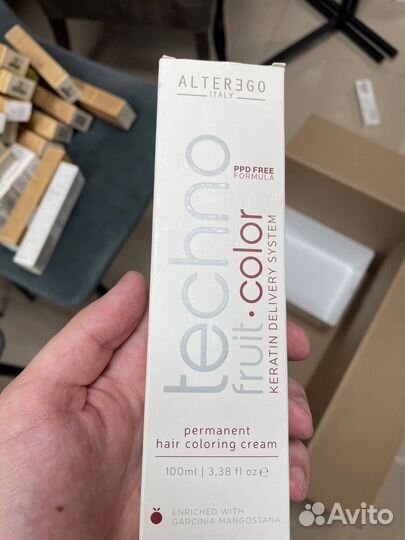 ALTERƎGO
ITALY
techno
fruit•color
PPD FREE
FORMULA
KERATIN DELIVERY SYSTEM
permanent
hair coloring cream
100ml | 3,38 fl oz ℮
ENRICHED WITH
GARCINIA MANGOSTANA
Avito